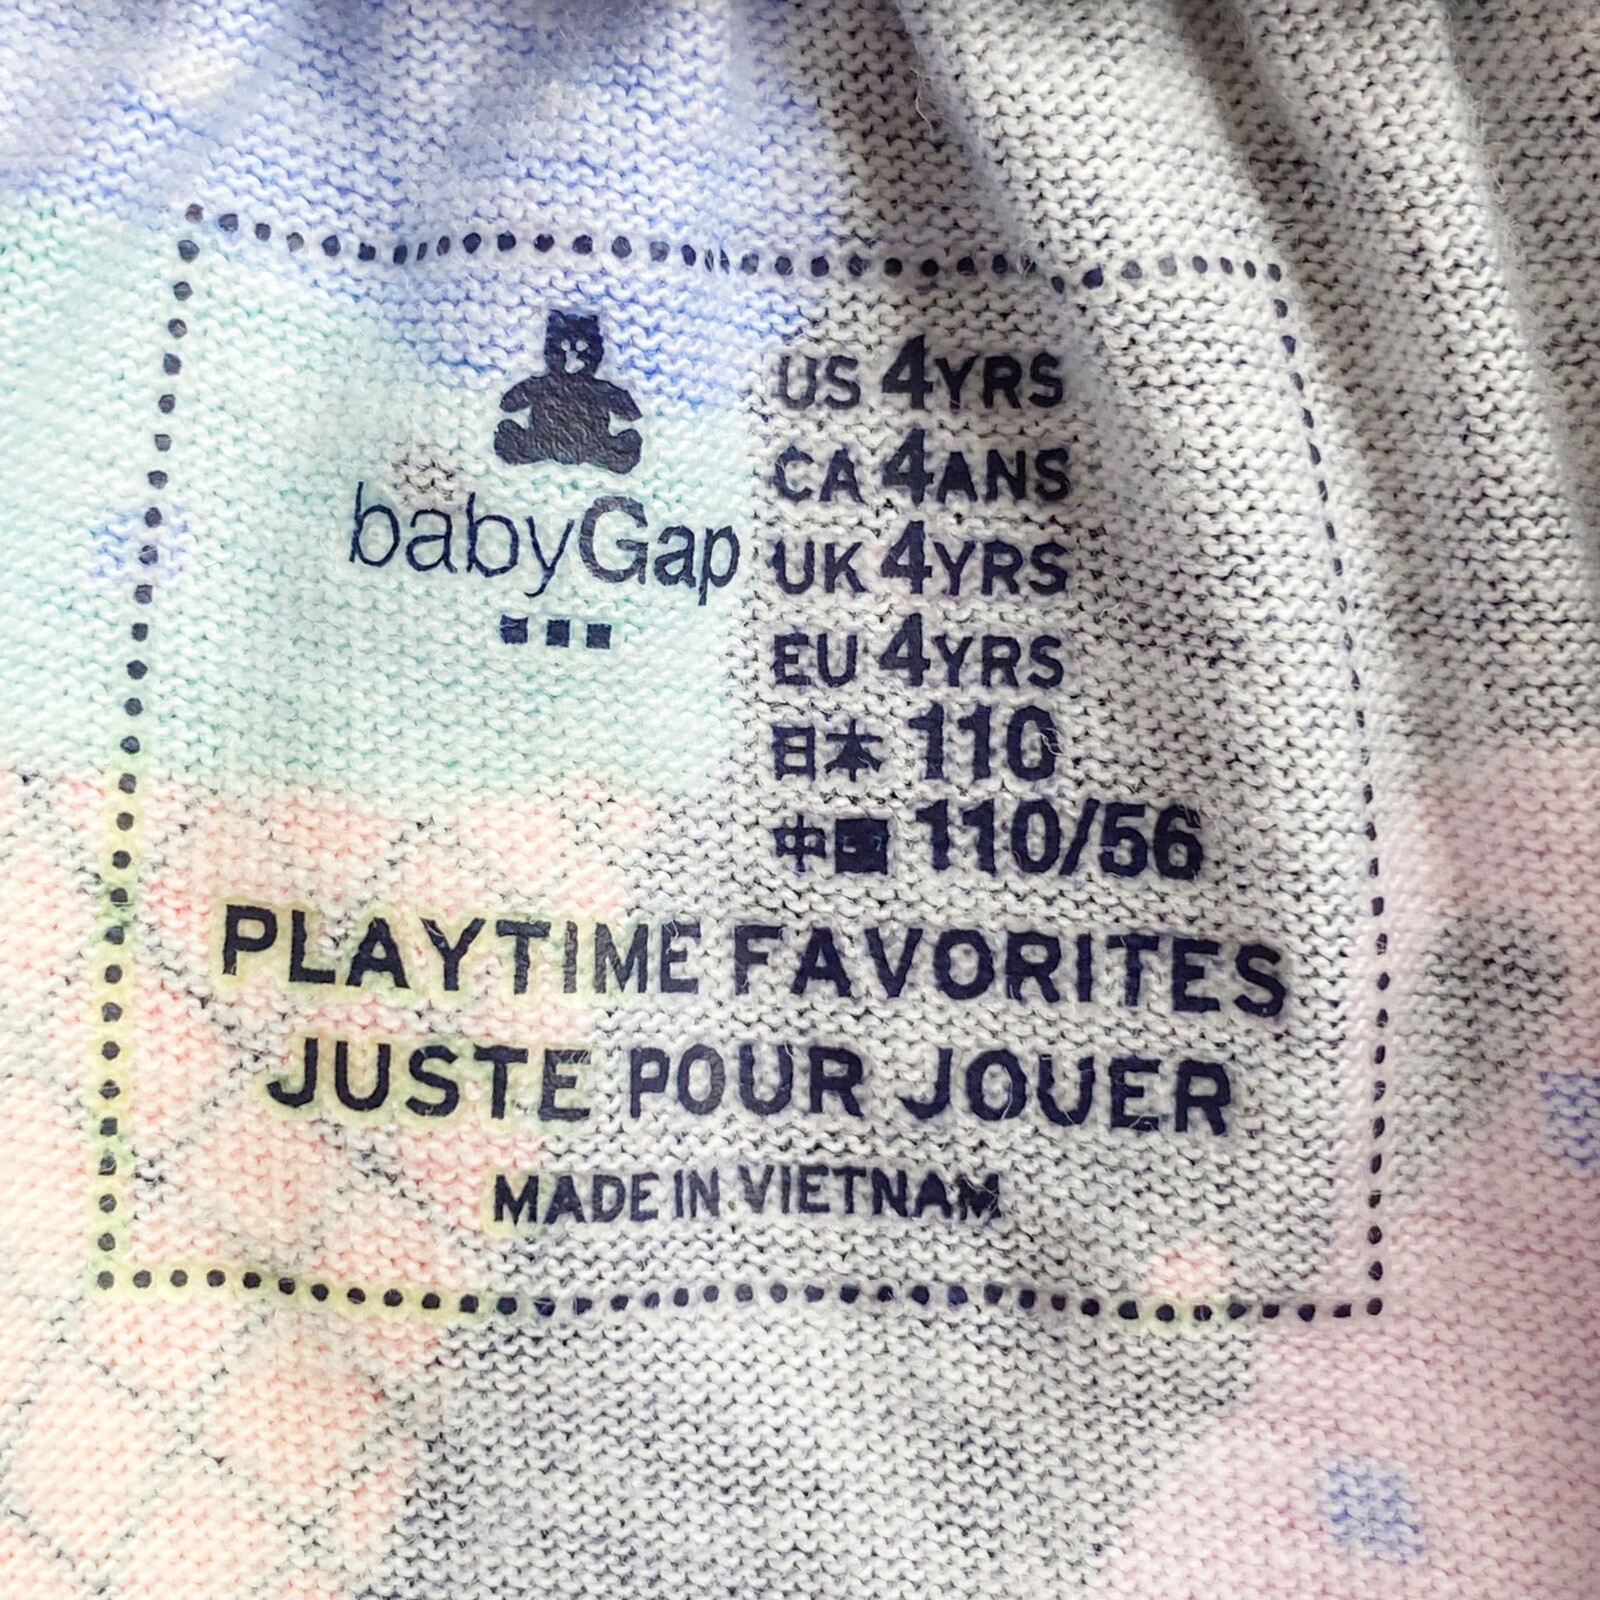 babyGap
US 4YRS
CA 4ANS
UK 4YRS
EU 4YRS
日本 110
中国 110/56
PLAYTIME FAVORITES
JUSTE POUR JOUER
MADE IN VIETNAM